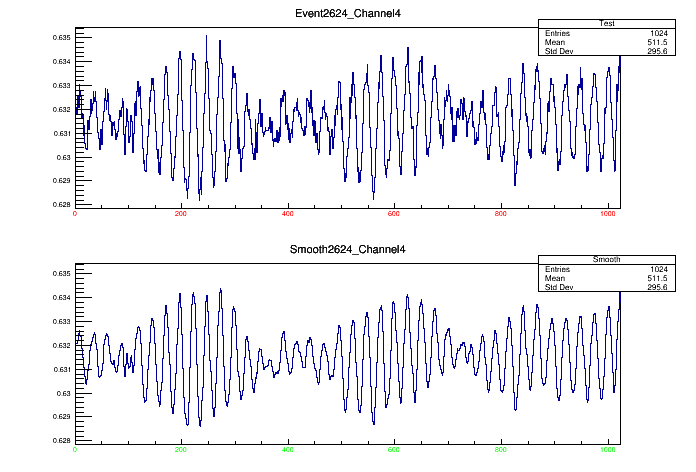 Event2624_Channel4
Test
Entries 1024
Mean 511.5
Std Dev 295.6
0.635
0.634
0.633
0.632
0.631
0.63
0.629
0.628
0 200 400 600 800 1000
Smooth2624_Channel4
Smooth
Entries 1024
Mean 511.5
Std Dev 295.6
0.635
0.634
0.633
0.632
0.631
0.63
0.629
0.628
0 200 400 600 800 1000